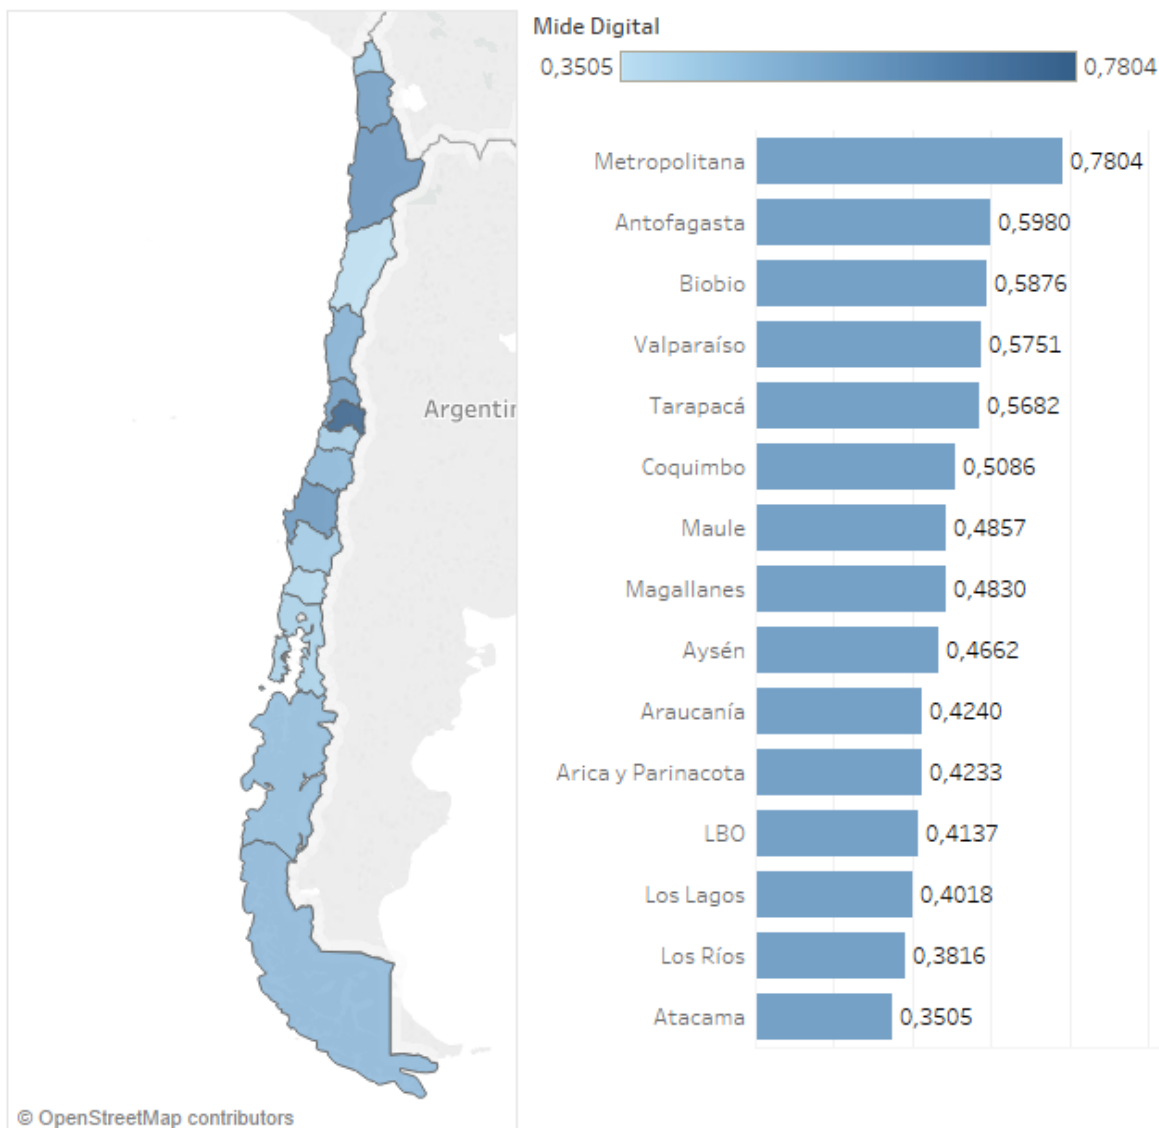 Mide Digital
0,3505 0,7804
Metropolitana 0,7804
Antofagasta 0,5980
Biobio 0,5876
Valparaíso 0,5751
Tarapacá 0,5682
Argentin
Coquimbo 0,5086
Maule 0,4857
Magallanes 0,4830
Aysén 0,4662
Araucanía 0,4240
Arica y Parinacota 0,4233
LBO 0,4137
Los Lagos 0,4018
Los Ríos 0,3816
Atacama 0,3505
© OpenStreetMap contributors